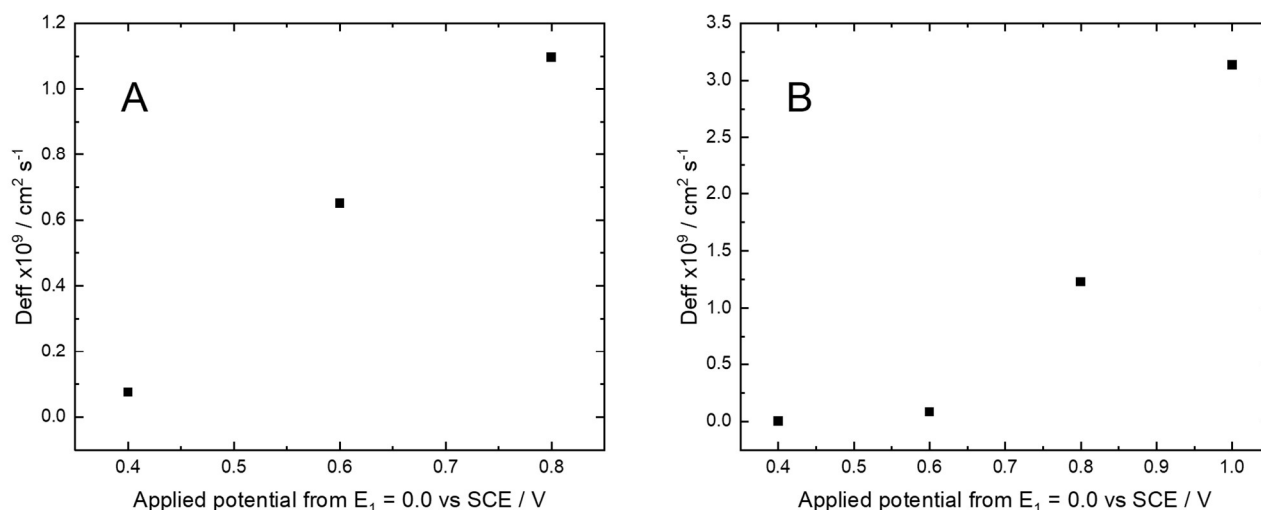 A
1.2
1.0
0.8
0.6
0.4
0.2
0.0
Deff x10⁹ / cm² s⁻¹
0.4 0.5 0.6 0.7 0.8
Applied potential from E₁ = 0.0 vs SCE / V
B
3.5
3.0
2.5
2.0
1.5
1.0
0.5
0.0
Deff x10⁹ / cm² s⁻¹
0.4 0.5 0.6 0.7 0.8 0.9 1.0
Applied potential from E₁ = 0.0 vs SCE / V